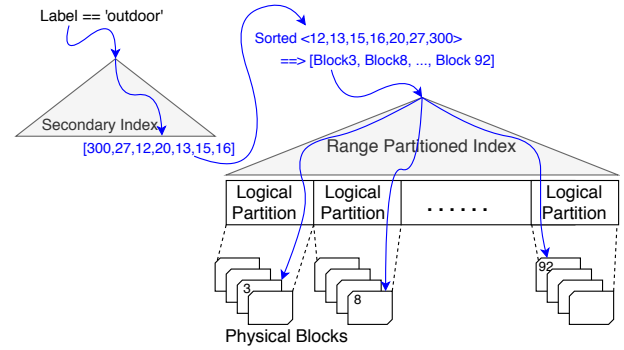 Label == 'outdoor'
Sorted <12,13,15,16,20,27,300>
==> [Block3, Block8, ..., Block 92]
Secondary Index
[300,27,12,20,13,15,16]
Range Partitioned Index
Logical Partition
Logical Partition
......
Logical Partition
3
8
92
Physical Blocks